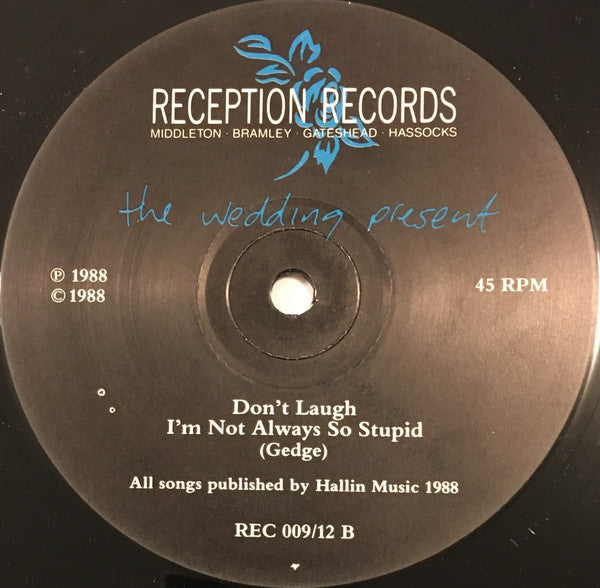 RECEPTION RECORDS
MIDDLETON · BRAMLEY · GATESHEAD · HASSOCKS
the wedding present
℗ 1988
© 1988
45 RPM
Don't Laugh
I'm Not Always So Stupid
(Gedge)
All songs published by Hallin Music 1988
REC 009/12 B